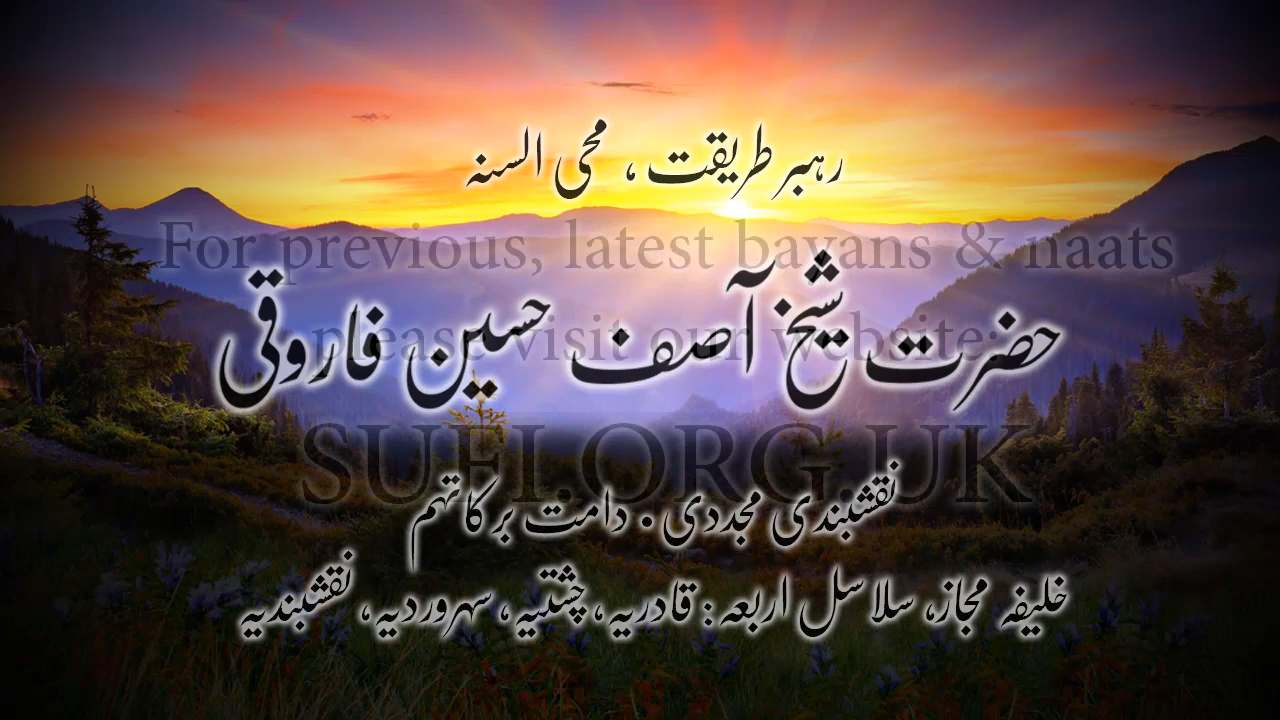 رہبر طریقت ، محی السنہ
For previous, latest bayans & naats
حضرت شیخ آصف حسین فاروقی
please visit our website:
SUFI.ORG.UK
نقشبندی مجددی ۔ دامت برکاتہم
خلیفہ مجاز، سلاسل اربعہ: قادریہ، چشتیہ، سہروردیہ، نقشبندیہ